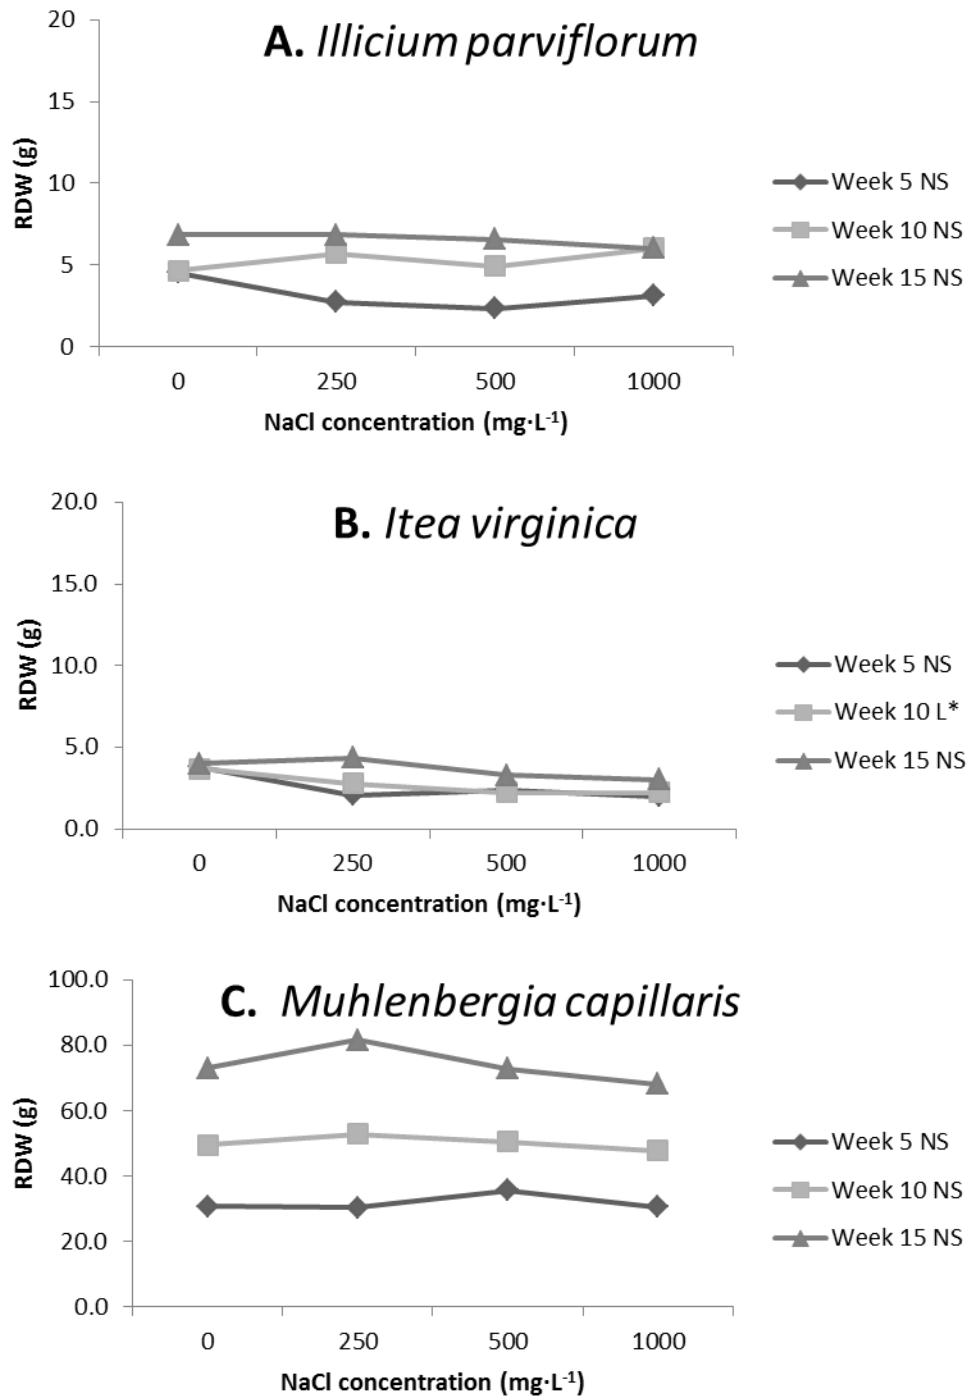 A. Illicium parviflorum
20
15
10
5
0
RDW (g)
0 250 500 1000
NaCl concentration (mg·L⁻¹)
Week 5 NS
Week 10 NS
Week 15 NS
B. Itea virginica
20.0
15.0
10.0
5.0
0.0
RDW (g)
0 250 500 1000
NaCl concentration (mg·L⁻¹)
Week 5 NS
Week 10 L*
Week 15 NS
C. Muhlenbergia capillaris
100.0
80.0
60.0
40.0
20.0
0.0
RDW (g)
0 250 500 1000
NaCl concentration (mg·L⁻¹)
Week 5 NS
Week 10 NS
Week 15 NS